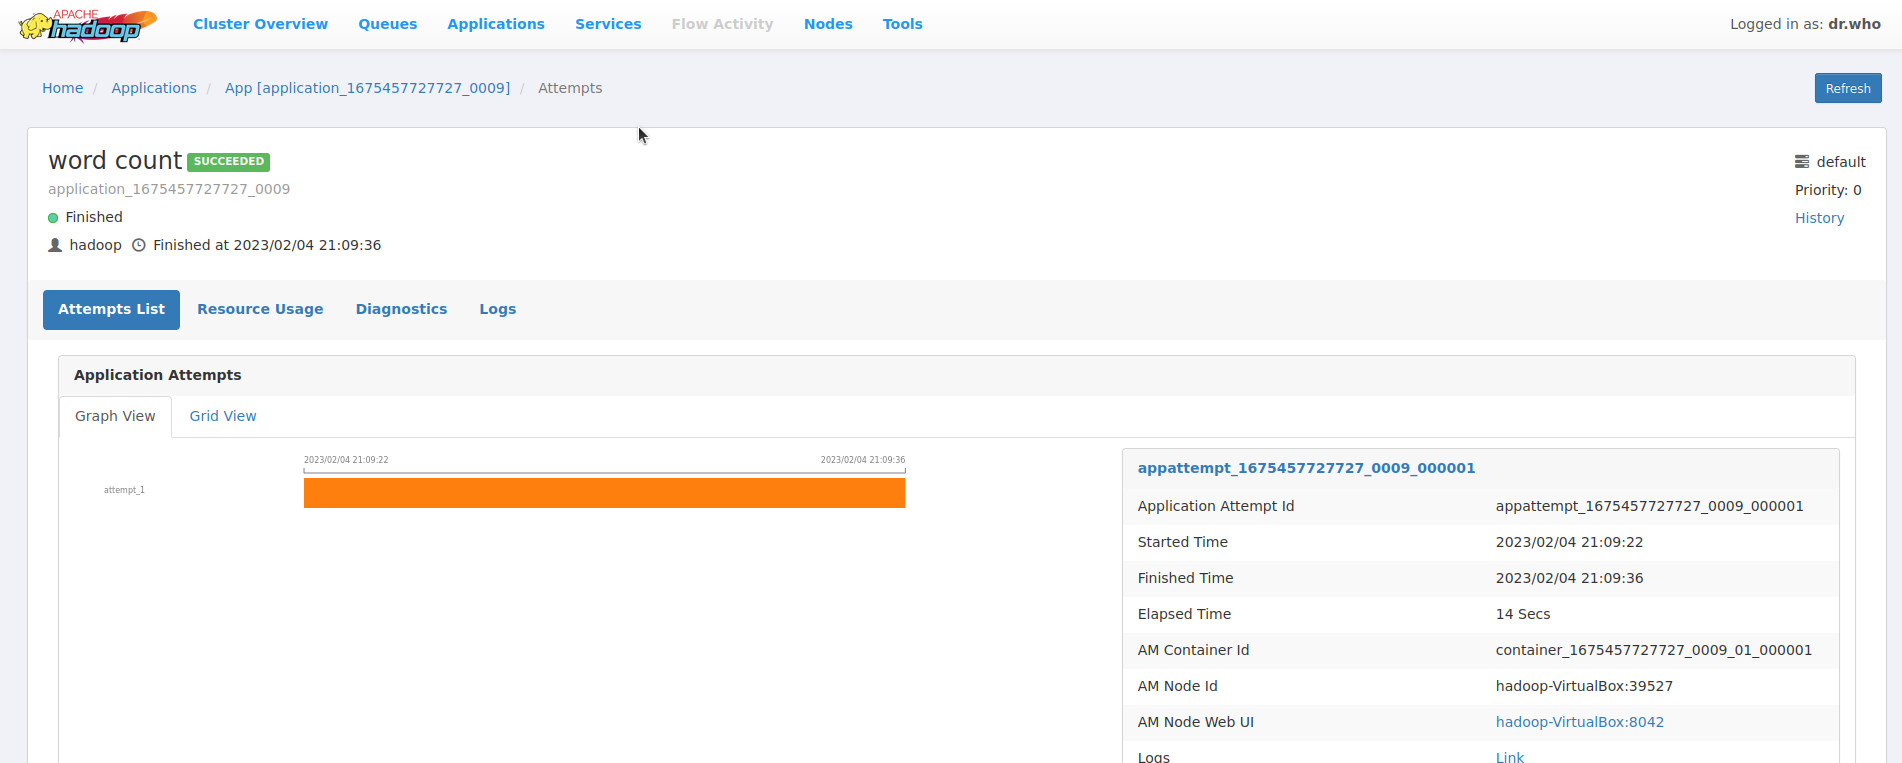 APACHE
hadoop
Cluster Overview Queues Applications Services Flow Activity Nodes Tools Logged in as: dr.who
Home / Applications / App [application_1675457727727_0009] / Attempts Refresh
word count SUCCEEDED default
application_1675457727727_0009 Priority: 0
Finished History
hadoop Finished at 2023/02/04 21:09:36
Attempts List Resource Usage Diagnostics Logs
Application Attempts
Graph View Grid View
2023/02/04 21:09:22 2023/02/04 21:09:36
attempt_1
appattempt_1675457727727_0009_000001
Application Attempt Id appattempt_1675457727727_0009_000001
Started Time 2023/02/04 21:09:22
Finished Time 2023/02/04 21:09:36
Elapsed Time 14 Secs
AM Container Id container_1675457727727_0009_01_000001
AM Node Id hadoop-VirtualBox:39527
AM Node Web UI hadoop-VirtualBox:8042
Logs Link